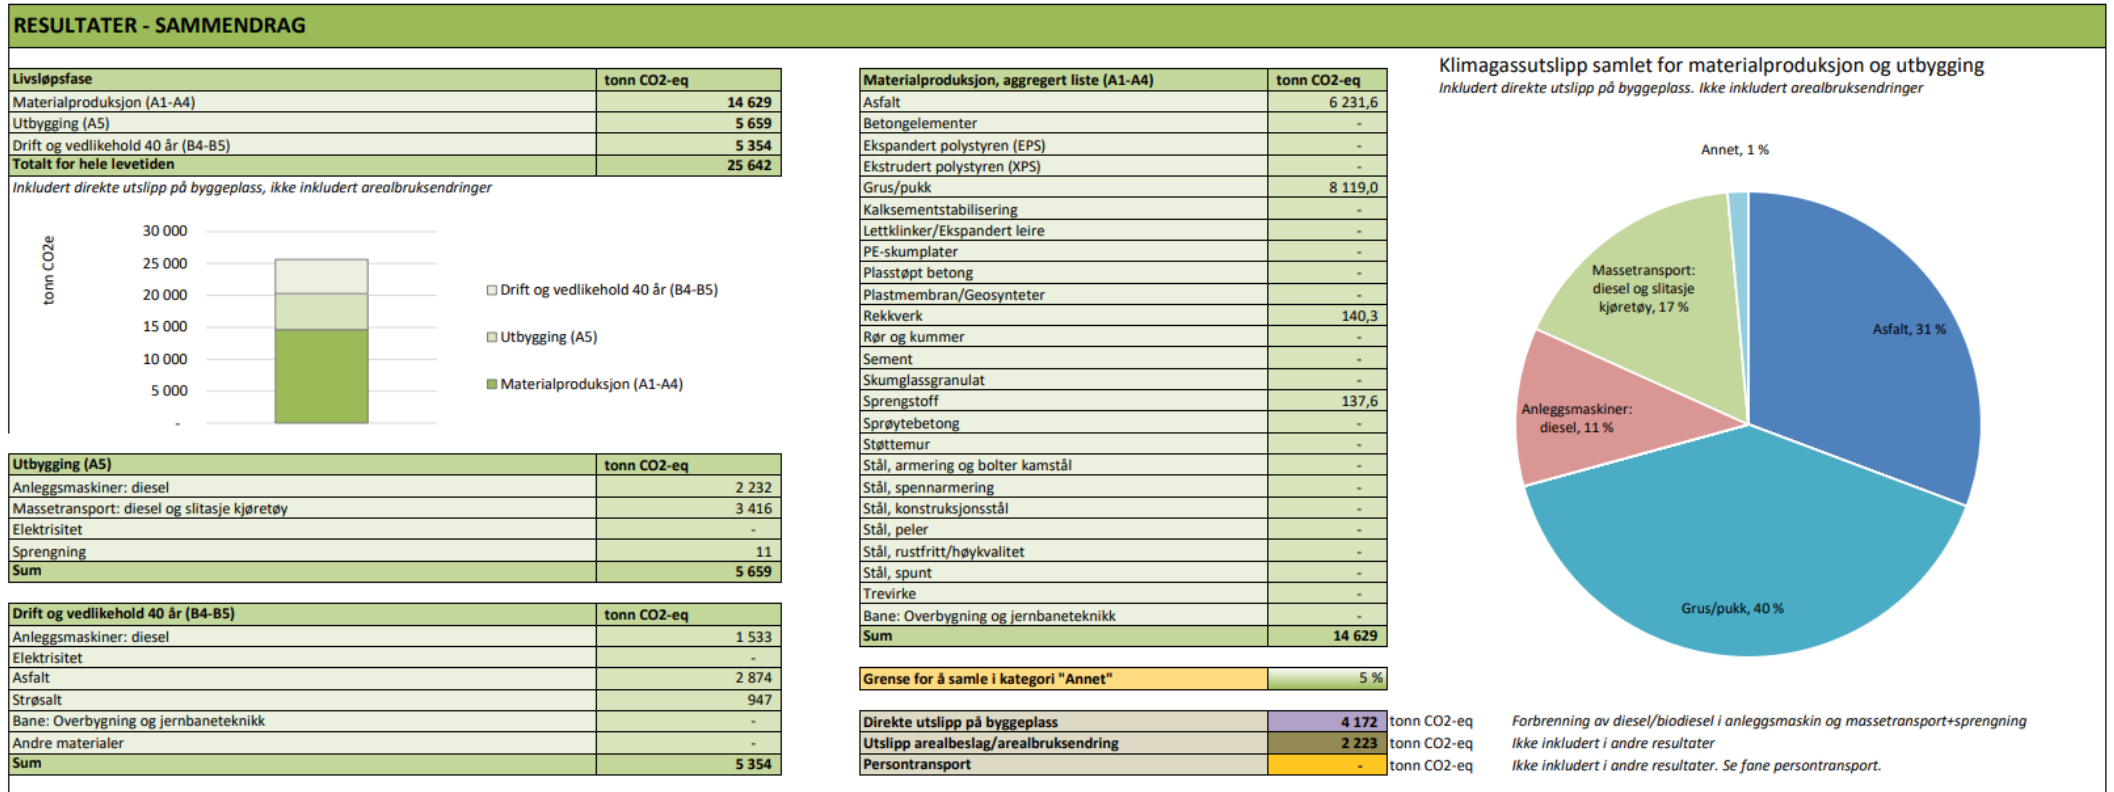 RESULTATER - SAMMENDRAG
Livsløpsfase tonn CO2-eq
Materialproduksjon (A1-A4) 14 629
Utbygging (A5) 5 659
Drift og vedlikehold 40 år (B4-B5) 5 354
Totalt for hele levetiden 25 642
Inkludert direkte utslipp på byggeplass, ikke inkludert arealbruksendringer
tonn CO2e
30 000
25 000
20 000
15 000
10 000
5 000
-
Drift og vedlikehold 40 år (B4-B5)
Utbygging (A5)
Materialproduksjon (A1-A4)
Utbygging (A5) tonn CO2-eq
Anleggsmaskiner: diesel 2 232
Massetransport: diesel og slitasje kjøretøy 3 416
Elektrisitet -
Sprengning 11
Sum 5 659
Drift og vedlikehold 40 år (B4-B5) tonn CO2-eq
Anleggsmaskiner: diesel 1 533
Elektrisitet -
Asfalt 2 874
Strøsalt 947
Bane: Overbygning og jernbaneteknikk -
Andre materialer -
Sum 5 354
Materialproduksjon, aggregert liste (A1-A4) tonn CO2-eq
Asfalt 6 231,6
Betongelementer -
Ekspandert polystyren (EPS) -
Ekstrudert polystyren (XPS) -
Grus/pukk 8 119,0
Kalksementstabilisering -
Lettklinker/Ekspandert leire -
PE-skumplater -
Plasstøpt betong -
Plastmembran/Geosynteter -
Rekkverk 140,3
Rør og kummer -
Sement -
Skumglassgranulat -
Sprengstoff 137,6
Sprøytebetong -
Støttemur -
Stål, armering og bolter kamstål -
Stål, spennarmering -
Stål, konstruksjonsstål -
Stål, peler -
Stål, rustfritt/høykvalitet -
Stål, spunt -
Trevirke -
Bane: Overbygning og jernbaneteknikk -
Sum 14 629
Grense for å samle i kategori "Annet" 5 %
Direkte utslipp på byggeplass 4 172 tonn CO2-eq Forbrenning av diesel/biodiesel i anleggsmaskin og massetransport+sprengning
Utslipp arealbeslag/arealbruksendring 2 223 tonn CO2-eq Ikke inkludert i andre resultater
Persontransport - tonn CO2-eq Ikke inkludert i andre resultater. Se fane persontransport.
Klimagassutslipp samlet for materialproduksjon og utbygging
Inkludert direkte utslipp på byggeplass. Ikke inkludert arealbruksendringer
Annet, 1 %
Massetransport:
diesel og slitasje
kjøretøy, 17 %
Asfalt, 31 %
Anleggsmaskiner:
diesel, 11 %
Grus/pukk, 40 %